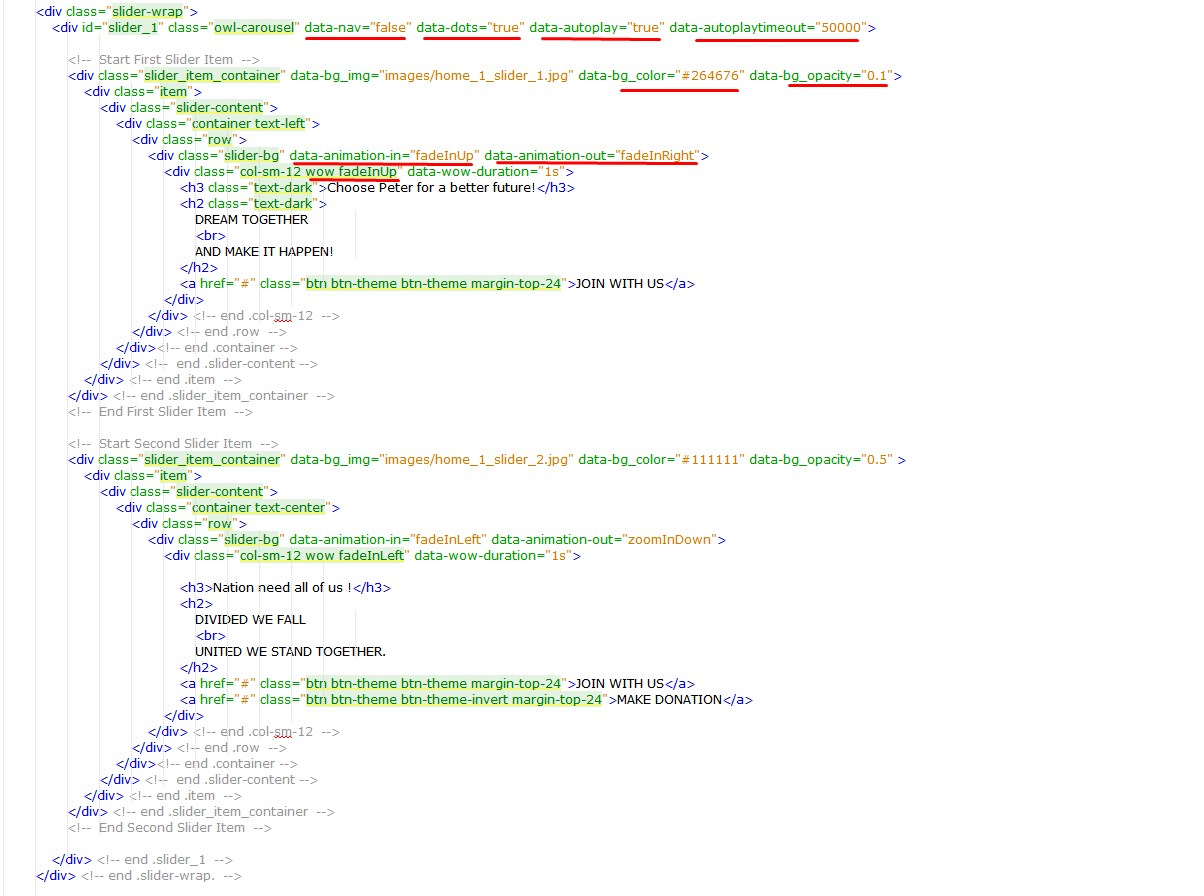 <div class="slider-wrap">
<div id="slider_1" class="owl-carousel" data-nav="false" data-dots="true" data-autoplay="true" data-autoplaytimeout="50000">
<!-- Start First Slider Item -->
<div class="slider_item_container" data-bg_img="images/home_1_slider_1.jpg" data-bg_color="#264676" data-bg_opacity="0.1">
<div class="item">
<div class="slider-content">
<div class="container text-left">
<div class="row">
<div class="slider-bg" data-animation-in="fadeInUp" data-animation-out="fadeInRight">
<div class="col-sm-12 wow fadeInUp" data-wow-duration="1s">
<h3 class="text-dark">Choose Peter for a better future!</h3>
<h2 class="text-dark">
DREAM TOGETHER
<br>
AND MAKE IT HAPPEN!
</h2>
<a href="#" class="btn btn-theme btn-theme margin-top-24">JOIN WITH US</a>
</div>
</div> <!-- end .col-sm-12 -->
</div> <!-- end .row -->
</div><!-- end .container -->
</div> <!-- end .slider-content -->
</div> <!-- end .item -->
</div> <!-- end .slider_item_container -->
<!-- End First Slider Item -->
<!-- Start Second Slider Item -->
<div class="slider_item_container" data-bg_img="images/home_1_slider_2.jpg" data-bg_color="#111111" data-bg_opacity="0.5" >
<div class="item">
<div class="slider-content">
<div class="container text-center">
<div class="row">
<div class="slider-bg" data-animation-in="fadeInLeft" data-animation-out="zoomInDown">
<div class="col-sm-12 wow fadeInLeft" data-wow-duration="1s">
<h3>Nation need all of us !</h3>
<h2>
DIVIDED WE FALL
<br>
UNITED WE STAND TOGETHER.
</h2>
<a href="#" class="btn btn-theme btn-theme margin-top-24">JOIN WITH US</a>
<a href="#" class="btn btn-theme btn-theme-invert margin-top-24">MAKE DONATION</a>
</div>
</div> <!-- end .col-sm-12 -->
</div> <!-- end .row -->
</div><!-- end .container -->
</div> <!-- end .slider-content -->
</div> <!-- end .item -->
</div> <!-- end .slider_item_container -->
<!-- End Second Slider Item -->
</div> <!-- end .slider_1 -->
</div> <!-- end .slider-wrap. -->